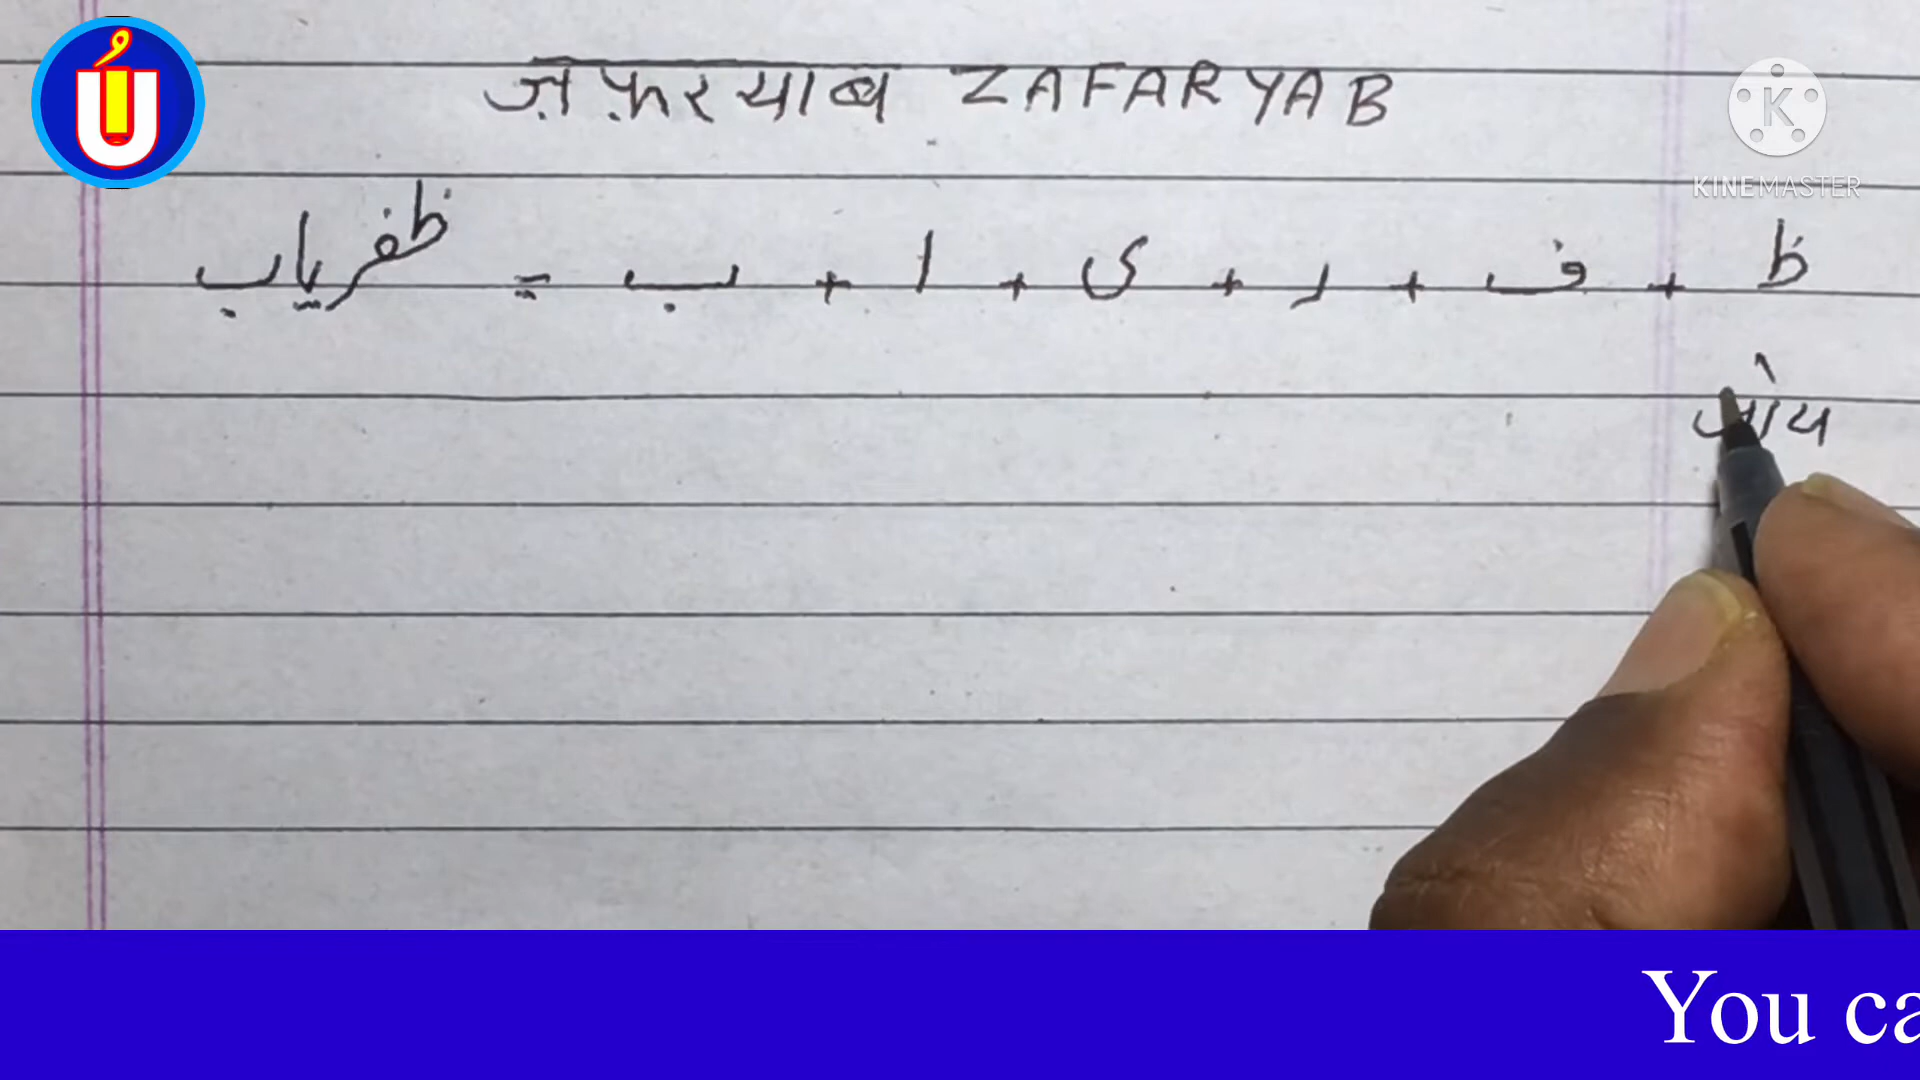 ज़फ़रयाब ZAFARYAB
KINEMASTER
ظ + ف + ر + ی + ا + ب = ظفریاب
जोय
You ca